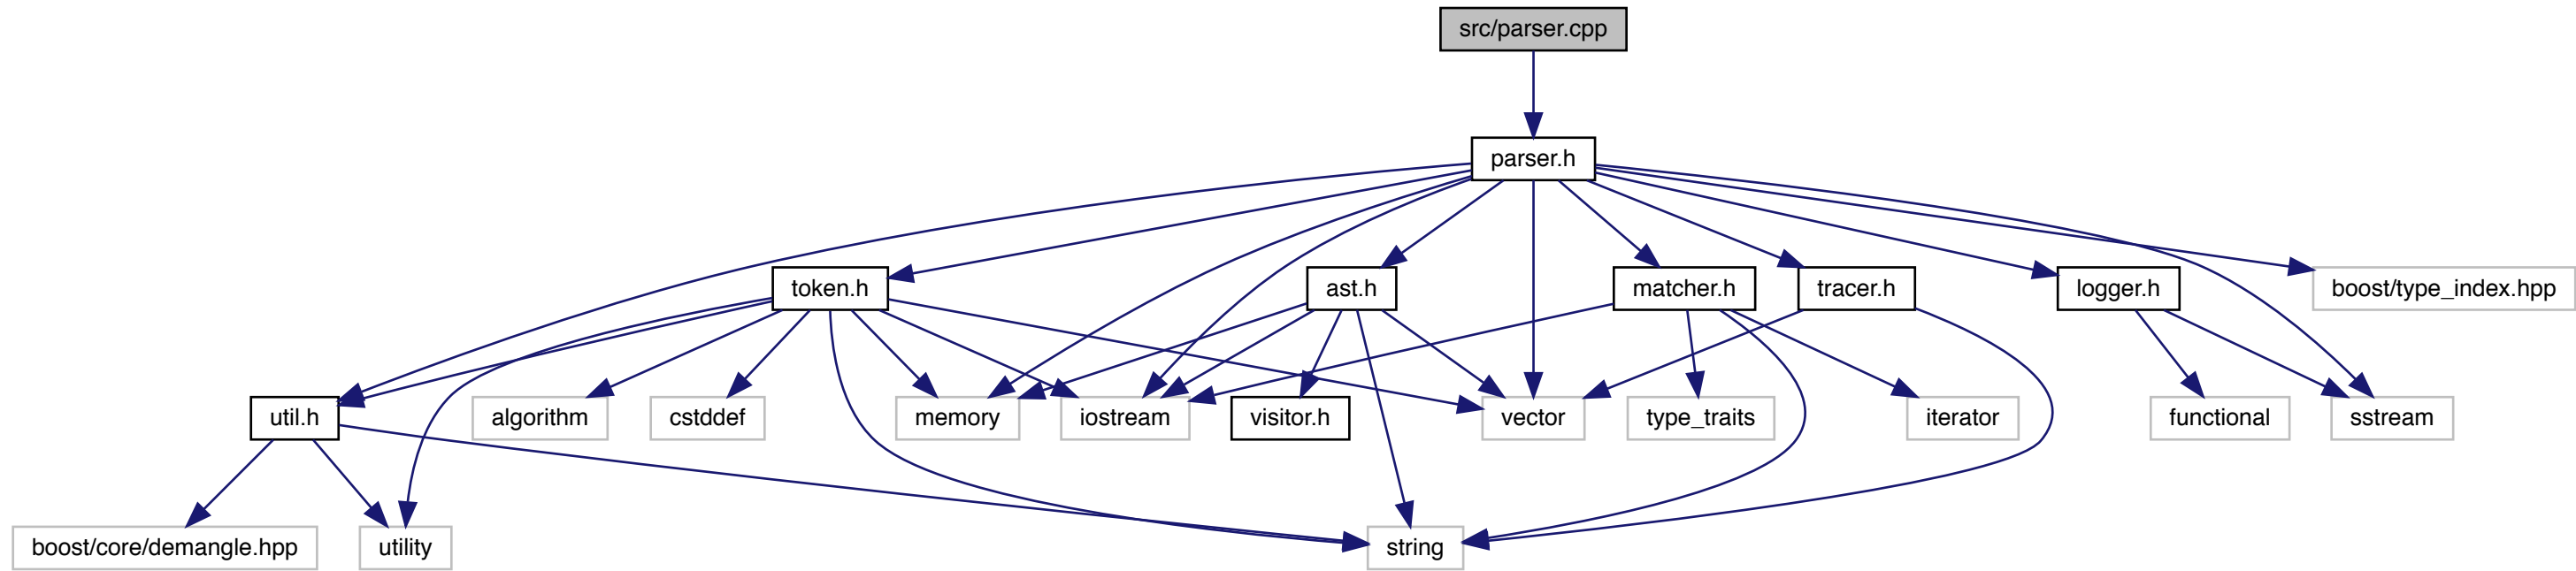 src/parser.cpp
parser.h
token.h
ast.h
matcher.h
tracer.h
logger.h
boost/type_index.hpp
util.h
algorithm
cstddef
memory
iostream
visitor.h
vector
type_traits
iterator
functional
sstream
boost/core/demangle.hpp
utility
string